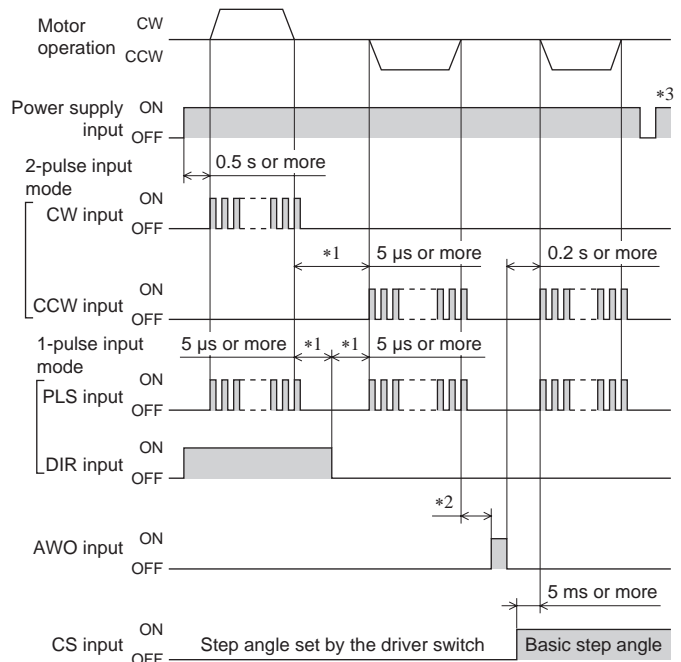 Motor operation
CW
CCW
Power supply input
ON
OFF
*3
0.5 s or more
2-pulse input mode
CW input
ON
OFF
*1
5 µs or more
0.2 s or more
CCW input
ON
OFF
1-pulse input mode
5 µs or more
*1
*1
5 µs or more
PLS input
ON
OFF
DIR input
ON
OFF
*2
AWO input
ON
OFF
5 ms or more
CS input
ON
OFF
Step angle set by the driver switch
Basic step angle